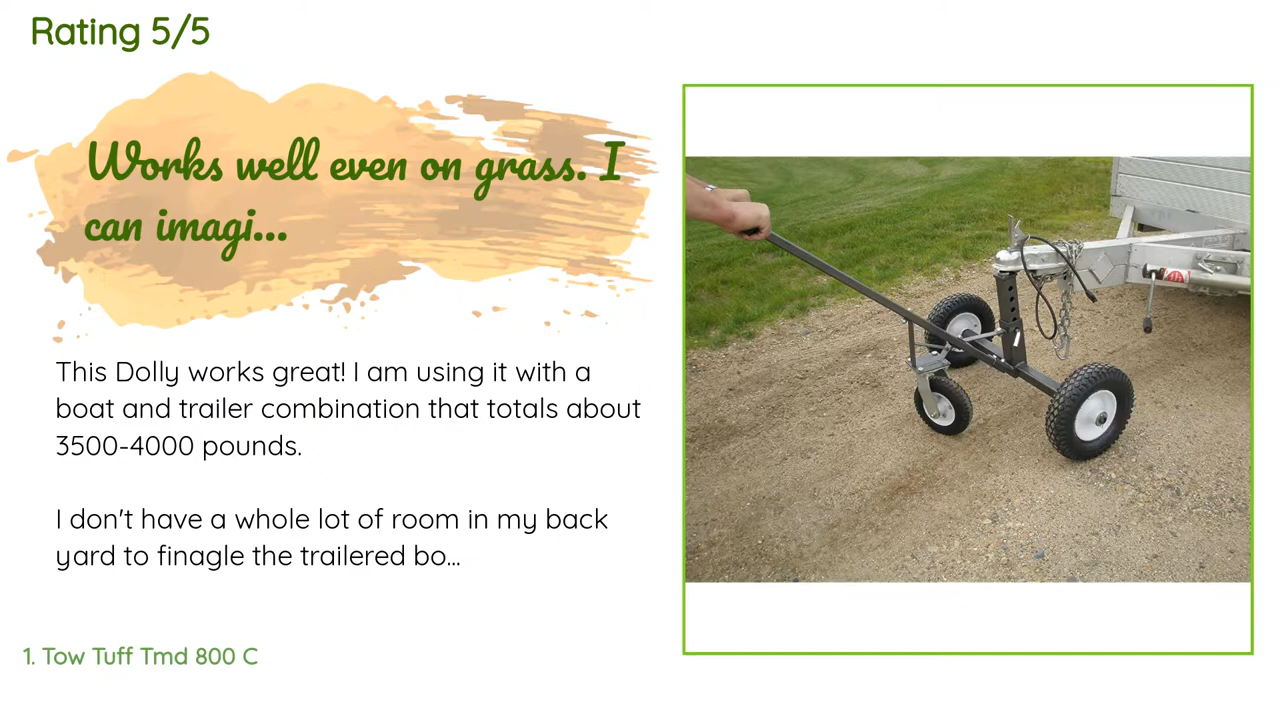 Rating 5/5
Works well even on grass. I
can imagi...
This Dolly works great! I am using it with a
boat and trailer combination that totals about
3500-4000 pounds.
I don't have a whole lot of room in my back
yard to finagle the trailered bo...
1. Tow Tuff Tmd 800 C